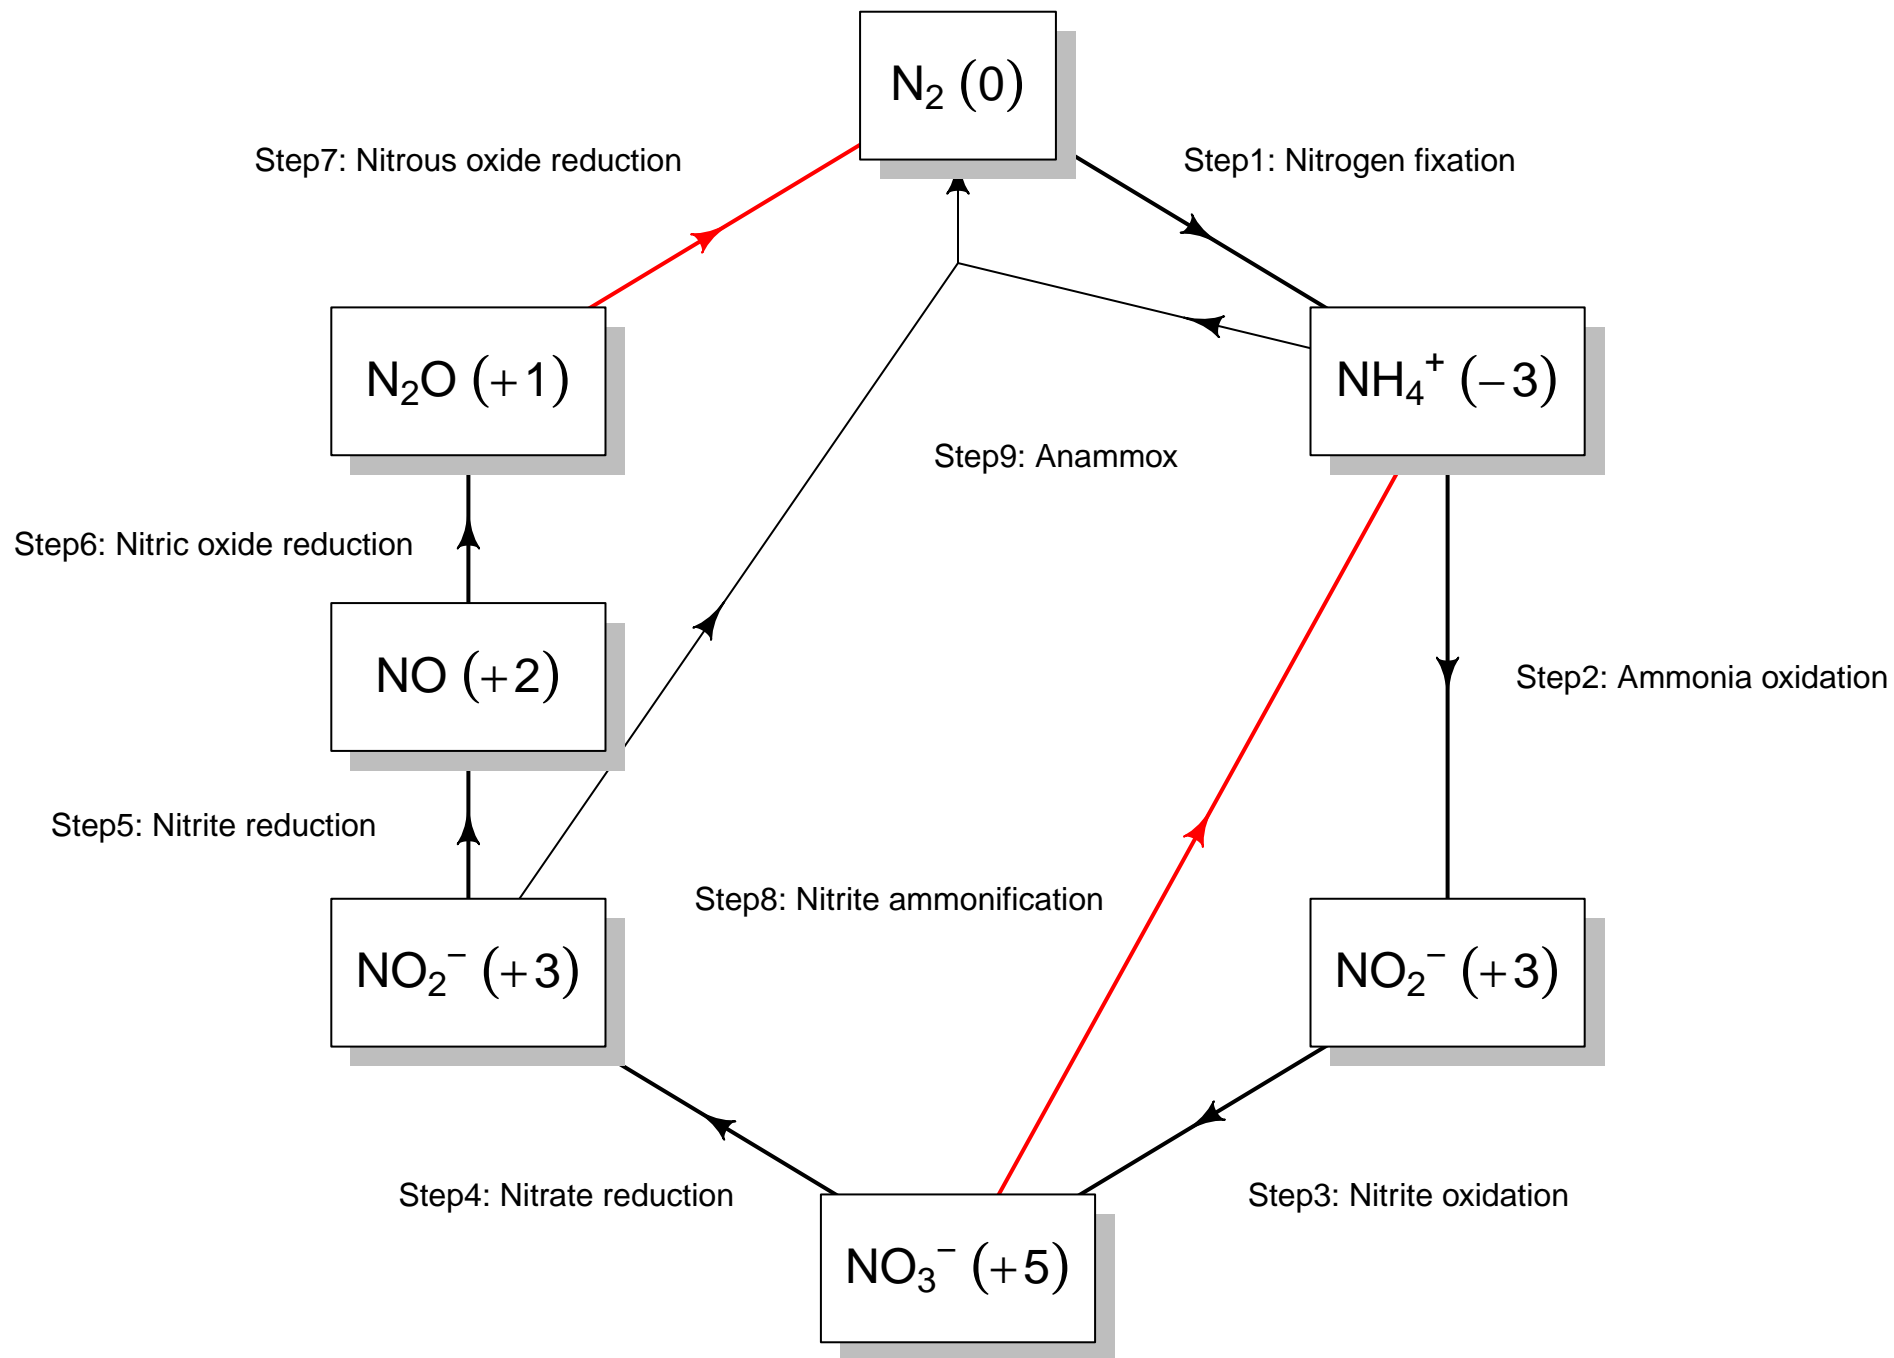 N₂ (0)
Step7: Nitrous oxide reduction
Step1: Nitrogen fixation
N₂O (+1)
NH₄⁺ (−3)
Step9: Anammox
Step6: Nitric oxide reduction
NO (+2)
Step2: Ammonia oxidation
Step5: Nitrite reduction
Step8: Nitrite ammonification
NO₂⁻ (+3)
NO₂⁻ (+3)
Step4: Nitrate reduction
Step3: Nitrite oxidation
NO₃⁻ (+5)